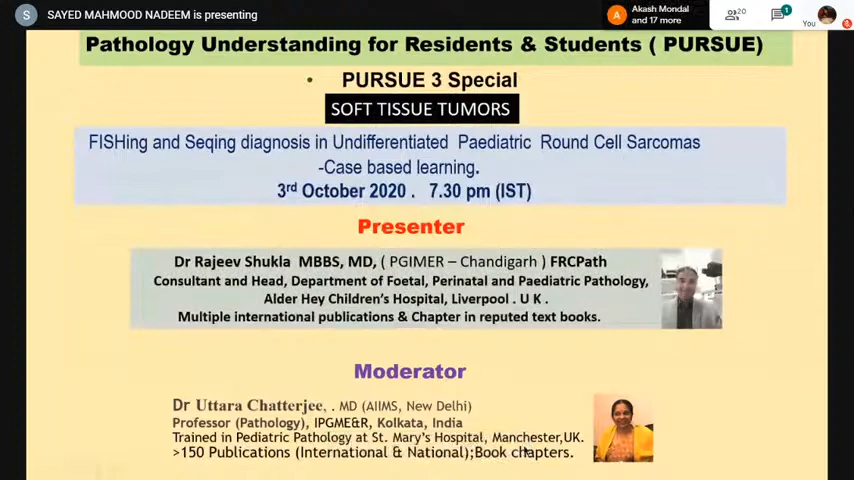 S SAYED MAHMOOD NADEEM is presenting
A Akash Mondal
and 17 more
20
1
You
Pathology Understanding for Residents & Students ( PURSUE)
• PURSUE 3 Special
SOFT TISSUE TUMORS
FISHing and Seqing diagnosis in Undifferentiated Paediatric Round Cell Sarcomas
-Case based learning.
3rd October 2020 . 7.30 pm (IST)
Presenter
Dr Rajeev Shukla MBBS, MD, ( PGIMER – Chandigarh ) FRCPath
Consultant and Head, Department of Foetal, Perinatal and Paediatric Pathology,
Alder Hey Children's Hospital, Liverpool . U K .
Multiple international publications & Chapter in reputed text books.
Moderator
Dr Uttara Chatterjee, . MD (AIIMS, New Delhi)
Professor (Pathology), IPGME&R, Kolkata, India
Trained in Pediatric Pathology at St. Mary's Hospital, Manchester,UK.
>150 Publications (International & National);Book chapters.